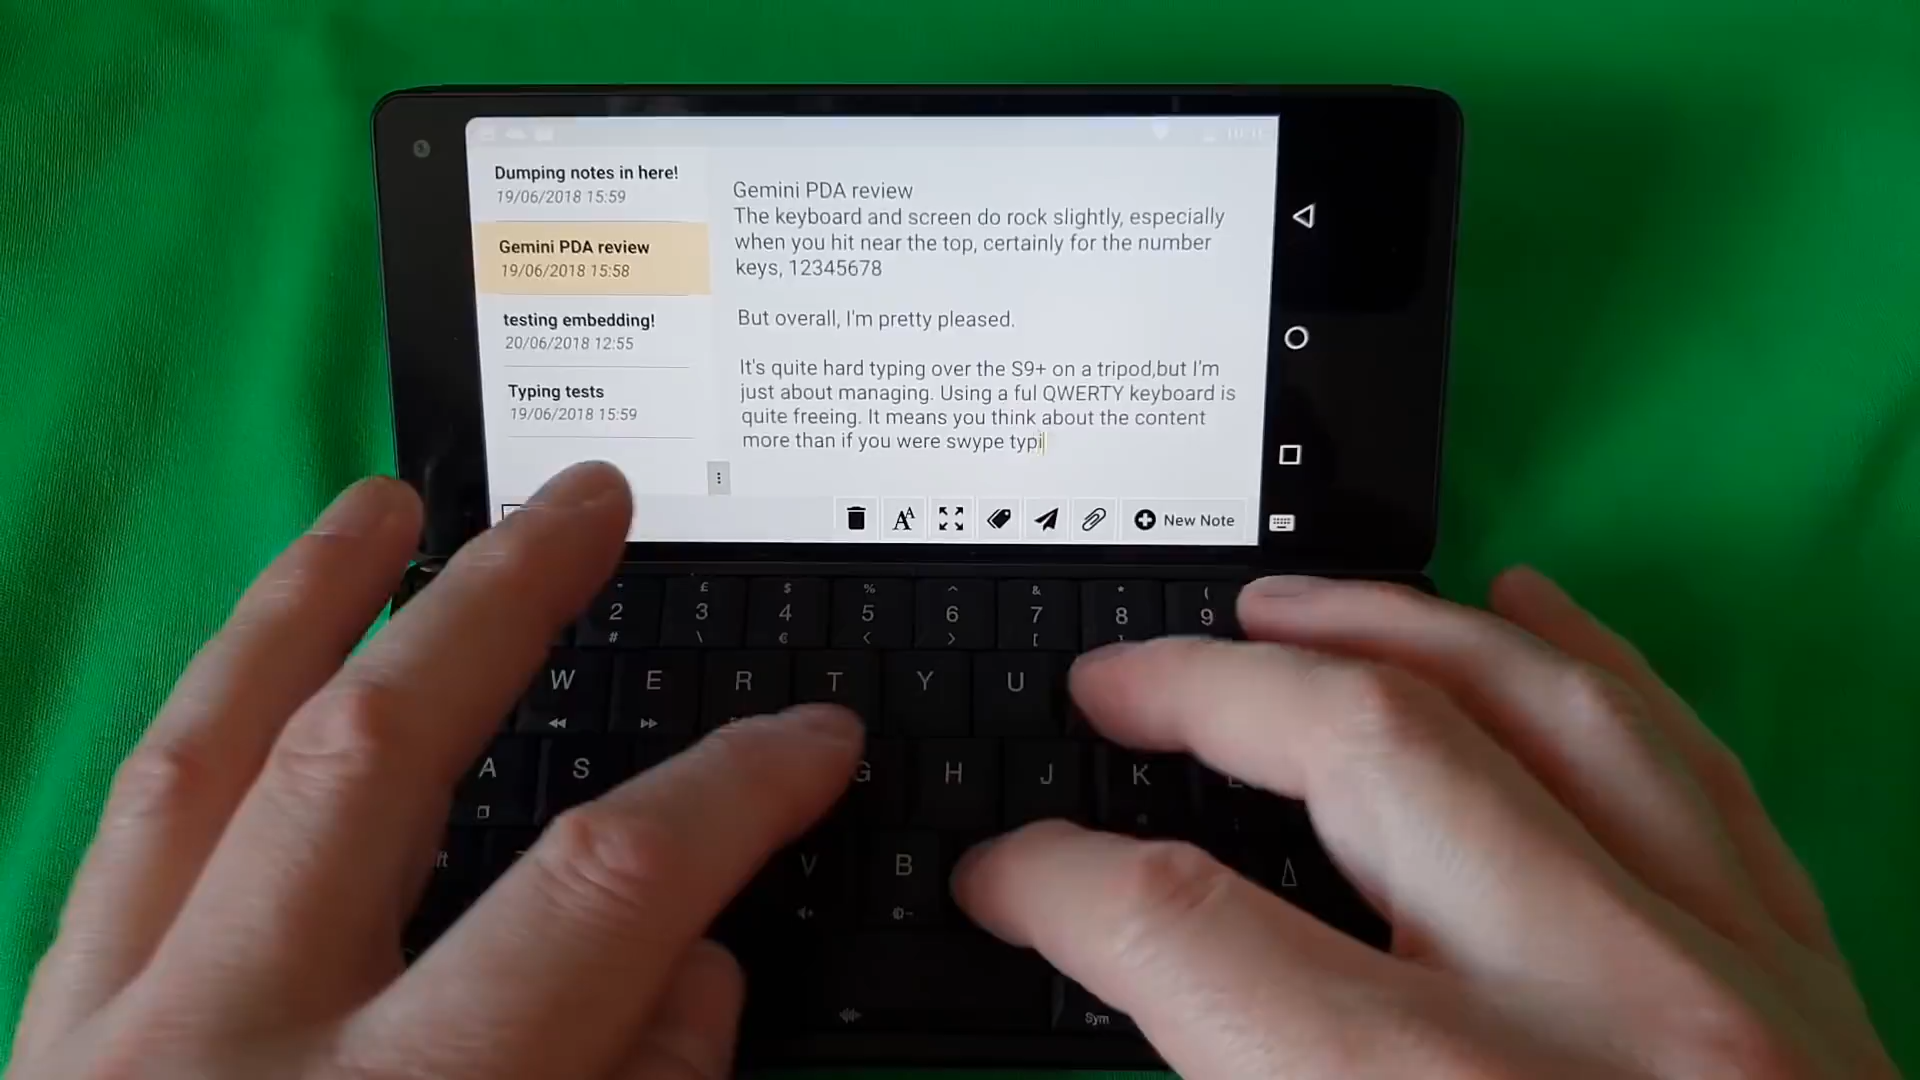 Dumping notes in here!
19/06/2018 15:59
Gemini PDA review
19/06/2018 15:58
testing embedding!
20/06/2018 12:55
Typing tests
19/06/2018 15:59
Gemini PDA review
The keyboard and screen do rock slightly, especially
when you hit near the top, certainly for the number
keys, 12345678
But overall, I'm pretty pleased.
It's quite hard typing over the S9+ on a tripod,but I'm
just about managing. Using a ful QWERTY keyboard is
quite freeing. It means you think about the content
more than if you were swype typi
AA
New Note
" £ $ % ^ & * (
2 3 4 5 6 7 8 9
# \ € < > [
W E R T Y U
A S G H J K
V B
Sym